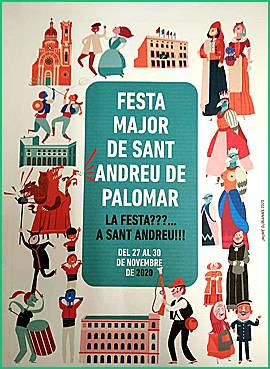 FESTA
MAJOR
DE SANT
ANDREU DE
PALOMAR
LA FESTA???...
A SANT ANDREU!!!
DEL 27 AL 30
DE NOVEMBRE
DE 2020